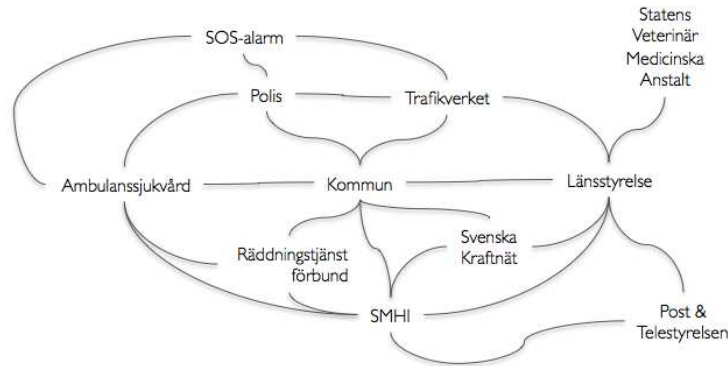 Statens
Veterinär
Medicinska
Anstalt
SOS-alarm
Polis
Trafikverket
Ambulanssjukvård
Kommun
Länsstyrelse
Räddningstjänst
förbund
Svenska
Kraftnät
SMHI
Post &
Telestyrelsen